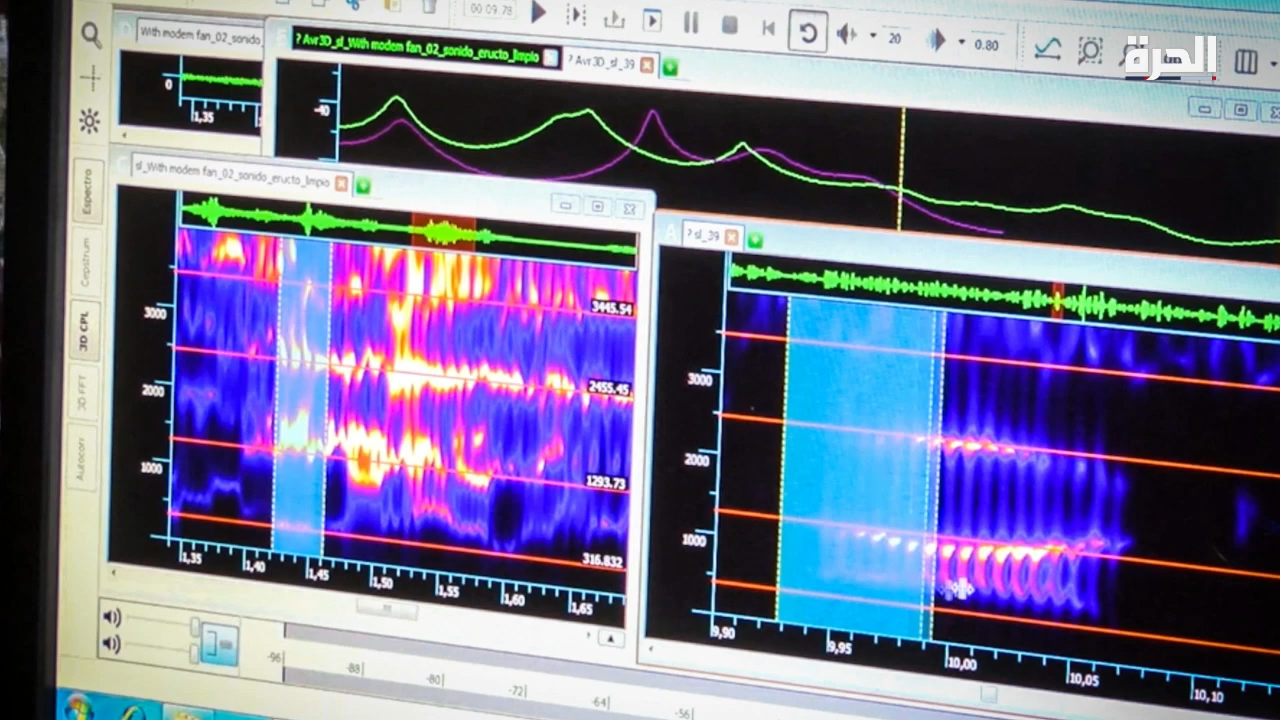 00:09.78
20
0.80
الحرة
With modem fan_02_sonido
0
1,35
? Avr3D_sl_With modem fan_02_sonido_eructo_limpio
? Avr3D_sl_39
-40
Espectro
Cepstrum
3D CPL
3D FFT
Autocorr
sl_With modem fan_02_sonido_eructo_limpio
3000
2000
1000
3445.54
2455.45
1293.73
316.832
1,35
1,40
1,45
1,50
1,55
1,60
1,65
A
? sl_39
3000
2000
1000
9,90
9,95
10,00
10,05
10,10
-96
-88
-80
-72
-64
-56